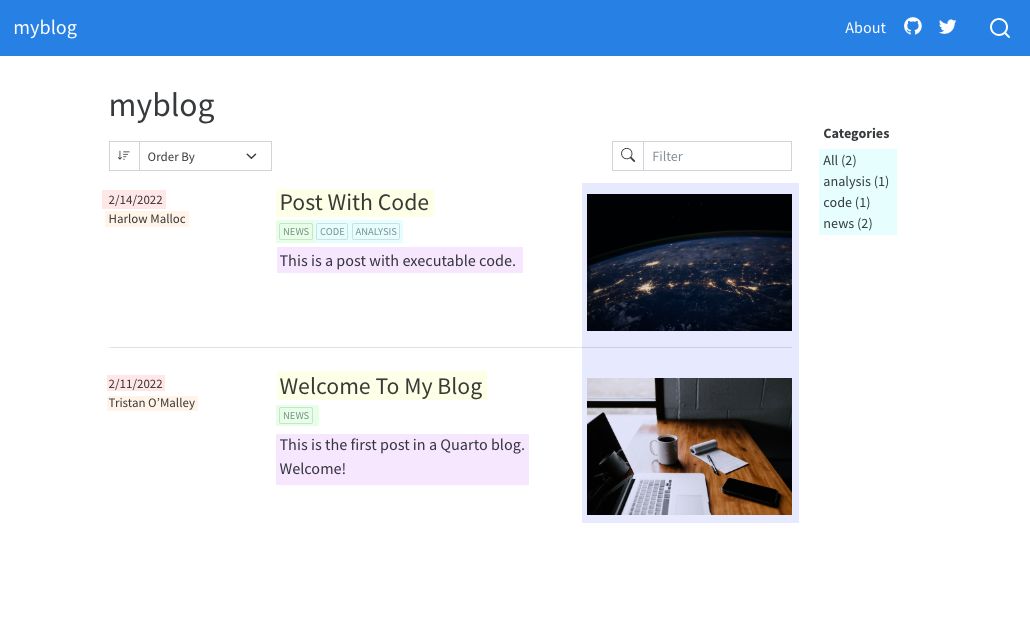 myblog
About
myblog
Order By
Filter
Categories
All (2)
analysis (1)
code (1)
news (2)
2/14/2022
Harlow Malloc
Post With Code
NEWS CODE ANALYSIS
This is a post with executable code.
2/11/2022
Tristan O'Malley
Welcome To My Blog
NEWS
This is the first post in a Quarto blog.
Welcome!